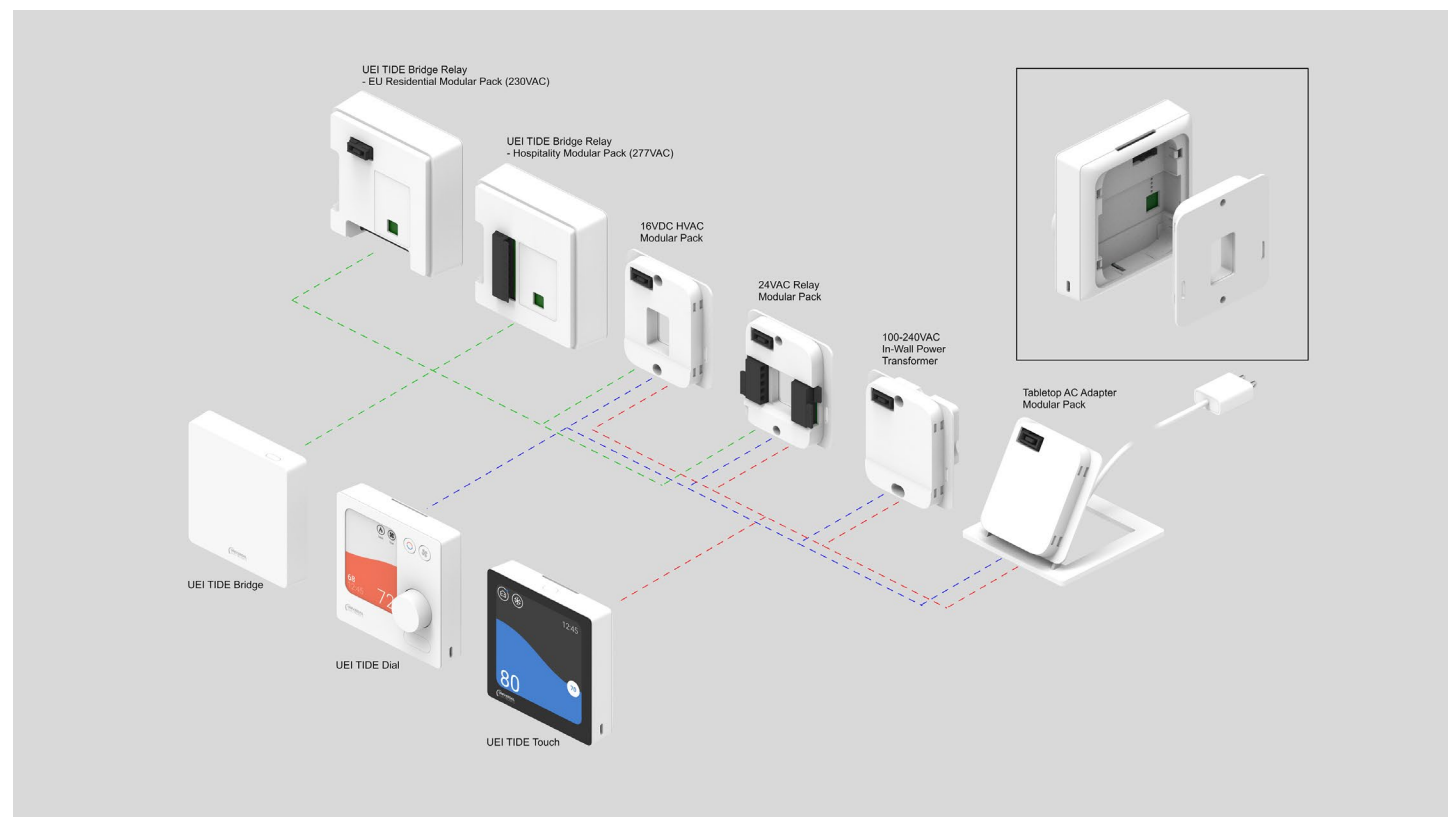 UEI TIDE Bridge Relay
- EU Residential Modular Pack (230VAC)
UEI TIDE Bridge Relay
- Hospitality Modular Pack (277VAC)
16VDC HVAC
Modular Pack
24VAC Relay
Modular Pack
100-240VAC
In-Wall Power
Transformer
Tabletop AC Adapter
Modular Pack
UEI TIDE Bridge
68
12:45
72
UEI TIDE Dial
12:45
80
70
UEI TIDE Touch